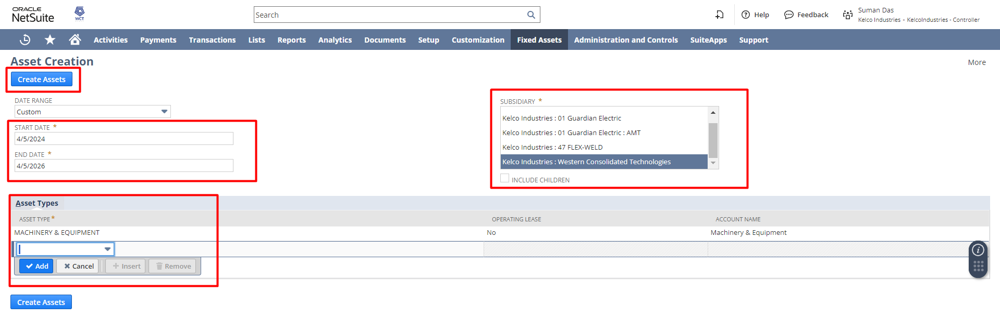 ORACLE
NetSuite
WCT
Search
Help
Feedback
Suman Das
Kelco Industries - KelcoIndustries - Controller
Activities
Payments
Transactions
Lists
Reports
Analytics
Documents
Setup
Customization
Fixed Assets
Administration and Controls
SuiteApps
Support
Asset Creation
More
Create Assets
DATE RANGE
Custom
START DATE *
4/5/2024
END DATE *
4/5/2026
SUBSIDIARY *
Kelco Industries : 01 Guardian Electric
Kelco Industries : 01 Guardian Electric : AMT
Kelco Industries : 47 FLEX-WELD
Kelco Industries : Western Consolidated Technologies
INCLUDE CHILDREN
Asset Types
ASSET TYPE *
OPERATING LEASE
ACCOUNT NAME
MACHINERY & EQUIPMENT
No
Machinery & Equipment
Add
Cancel
Insert
Remove
Create Assets